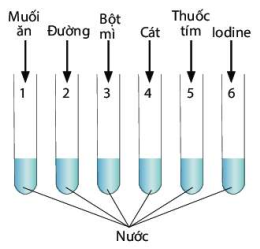 Muối ăn
Đường
Bột mì
Cát
Thuốc tím
Iodine
1
2
3
4
5
6
Nước